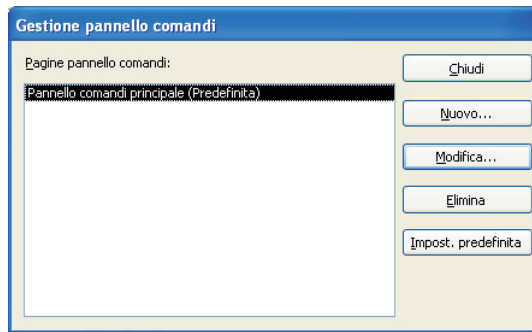 Gestione pannello comandi
Pagine pannello comandi:
Pannello comandi principale (Predefinita)
Chiudi
Nuovo...
Modifica...
Elimina
Impost. predefinita